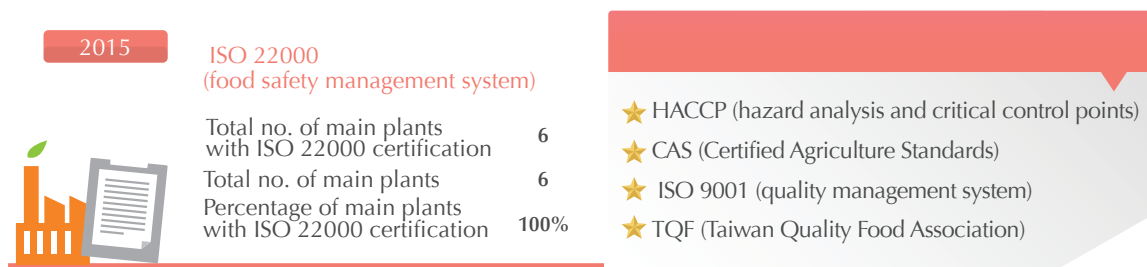 2015
ISO 22000
(food safety management system)
Total no. of main plants
with ISO 22000 certification 6
Total no. of main plants 6
Percentage of main plants
with ISO 22000 certification 100%
HACCP (hazard analysis and critical control points)
CAS (Certified Agriculture Standards)
ISO 9001 (quality management system)
TQF (Taiwan Quality Food Association)